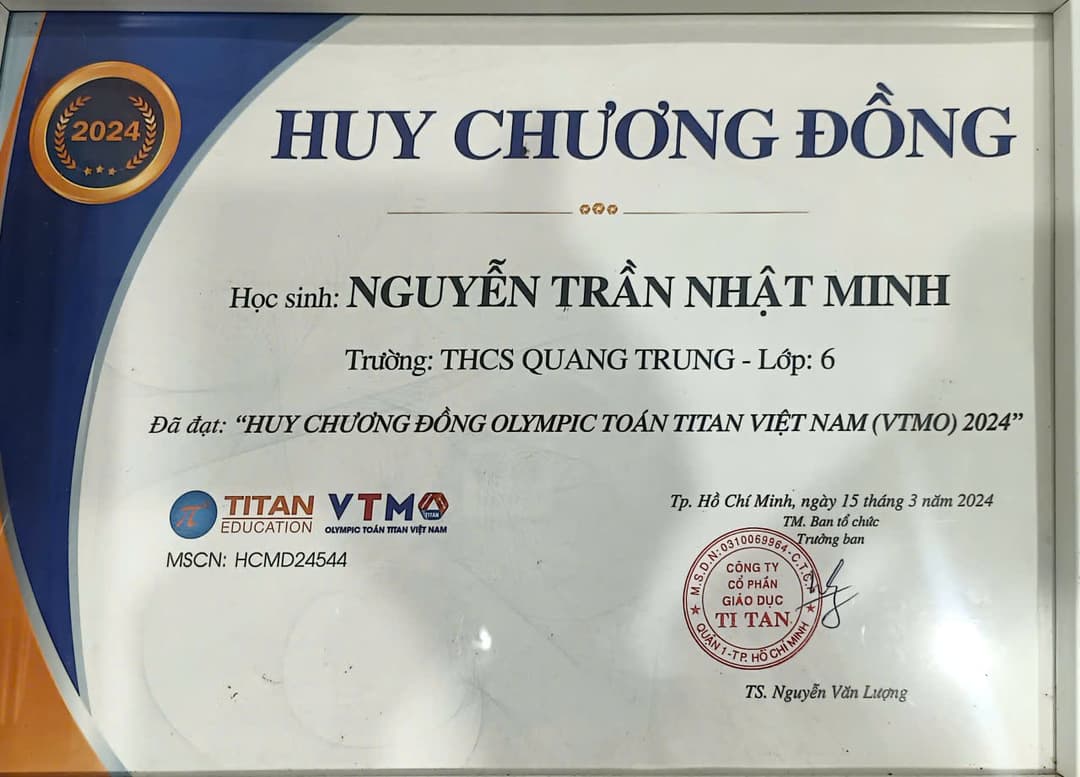 2024
HUY CHƯƠNG ĐỒNG
Học sinh: NGUYỄN TRẦN NHẬT MINH
Trường: THCS QUANG TRUNG - Lớp: 6
Đã đạt: “HUY CHƯƠNG ĐỒNG OLYMPIC TOÁN TITAN VIỆT NAM (VTMO) 2024”
TITAN
EDUCATION
VTMO
TITAN
OLYMPIC TOÁN TITAN VIỆT NAM
MSCN: HCMD24544
Tp. Hồ Chí Minh, ngày 15 tháng 3 năm 2024
TM. Ban tổ chức
Trưởng ban
M.S.D.N: 0310069964-C.T.C.P
CÔNG TY
CỔ PHẦN
GIÁO DỤC
TI TAN
QUẬN 1-TP. HỒ CHÍ MINH
TS. Nguyễn Văn Lượng